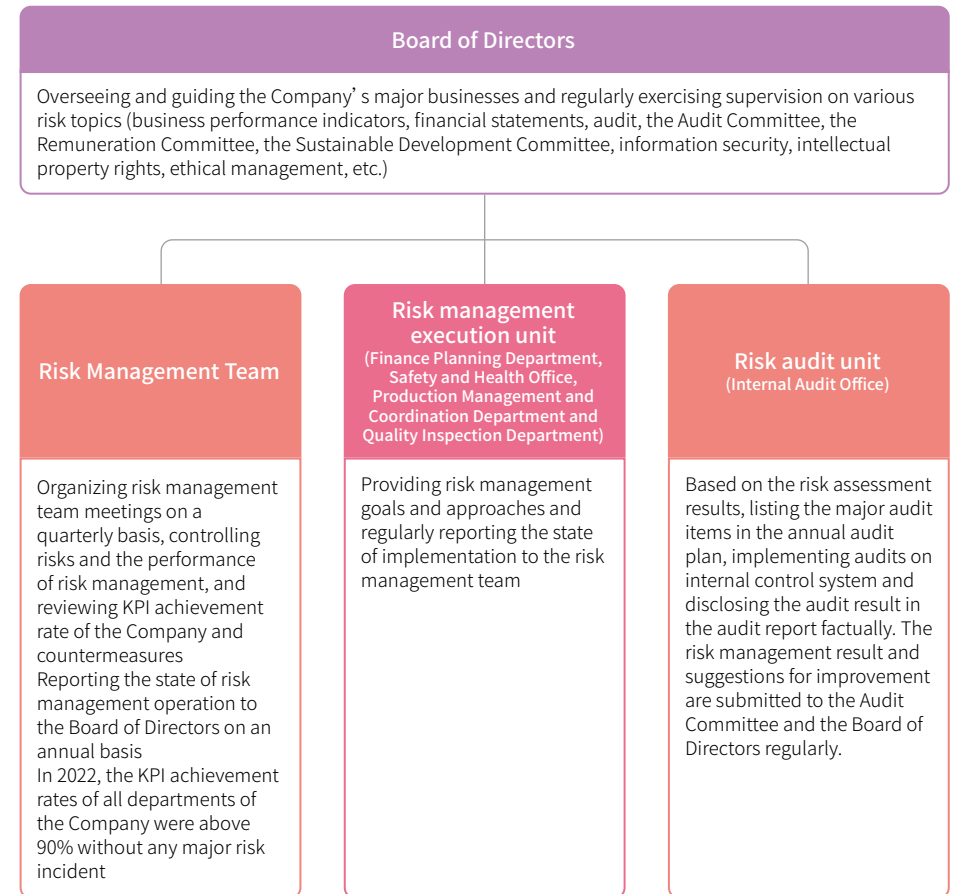 Board of Directors
Overseeing and guiding the Company’s major businesses and regularly exercising supervision on various
risk topics (business performance indicators, financial statements, audit, the Audit Committee, the
Remuneration Committee, the Sustainable Development Committee, information security, intellectual
property rights, ethical management, etc.)
Risk Management Team
Organizing risk management
team meetings on a
quarterly basis, controlling
risks and the performance
of risk management, and
reviewing KPI achievement
rate of the Company and
countermeasures
Reporting the state of risk
management operation to
the Board of Directors on an
annual basis
In 2022, the KPI achievement
rates of all departments of
the Company were above
90% without any major risk
incident
Risk management
execution unit
(Finance Planning Department,
Safety and Health Office,
Production Management and
Coordination Department and
Quality Inspection Department)
Providing risk management
goals and approaches and
regularly reporting the state
of implementation to the risk
management team
Risk audit unit
(Internal Audit Office)
Based on the risk assessment
results, listing the major audit
items in the annual audit
plan, implementing audits on
internal control system and
disclosing the audit result in
the audit report factually. The
risk management result and
suggestions for improvement
are submitted to the Audit
Committee and the Board of
Directors regularly.